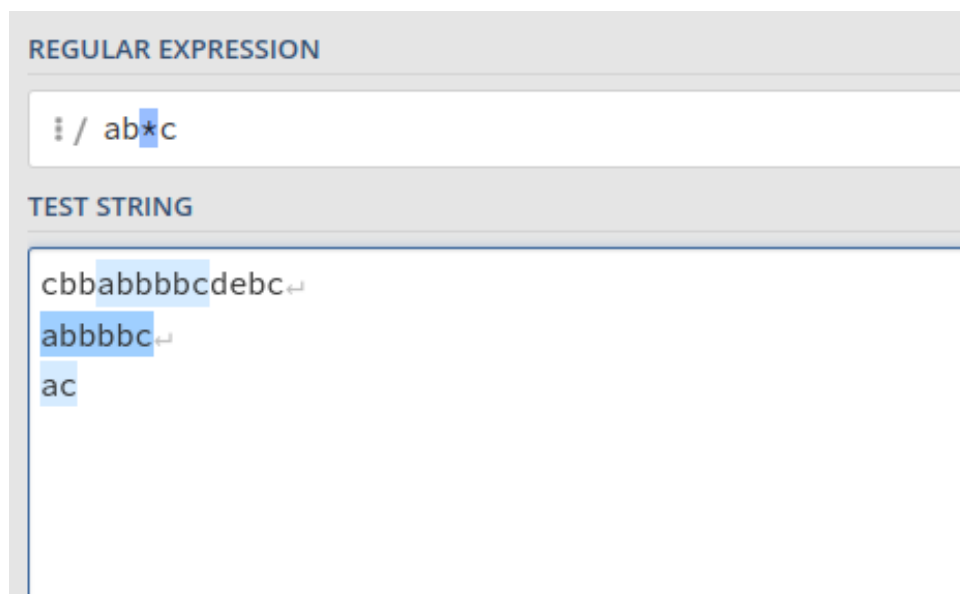 REGULAR EXPRESSION
⋮/ ab*c
TEST STRING
cbbabbbbcdebc↵
abbbbc↵
ac